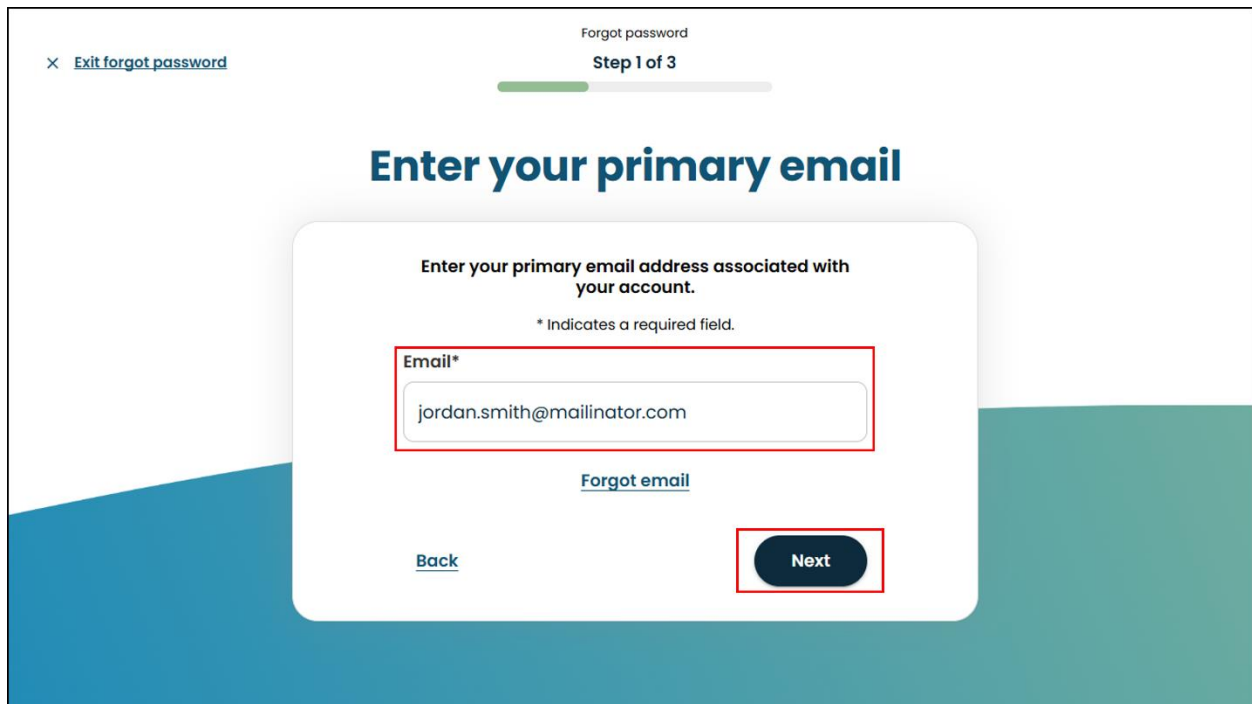 Forgot password
Exit forgot password
Step 1 of 3
Enter your primary email
Enter your primary email address associated with
your account.
* Indicates a required field.
Email*
jordan.smith@mailinator.com
Forgot email
Back
Next